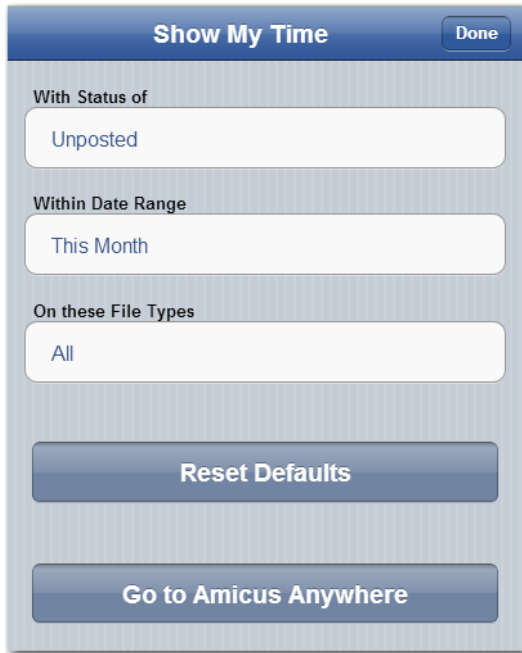 Show My Time
Done
With Status of
Unposted
Within Date Range
This Month
On these File Types
All
Reset Defaults
Go to Amicus Anywhere